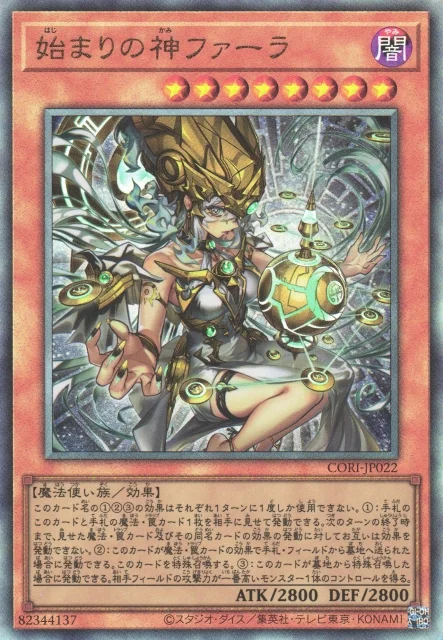 始まりの神ファーラ
闇
CORI-JP022
【魔法使い族/効果】
このカード名の①②③の効果はそれぞれ1ターンに1度しか使用できない。①:手札の
このカードと手札の魔法・罠カード1枚を相手に見せて発動できる。次のターンの終了時
まで、見せた魔法・罠カード及びその同名カードの効果の発動に対してお互いは効果を
発動できない。②:このカードが魔法・罠カードの効果で手札・フィールドから墓地へ送られた
場合に発動できる。このカードを特殊召喚する。③:このカードが墓地から特殊召喚した
場合に発動できる。相手フィールドの攻撃力が一番高いモンスター1体のコントロールを得る。
ATK/2800 DEF/2800
82344137
©スタジオ・ダイス/集英社・テレビ東京・KONAMI